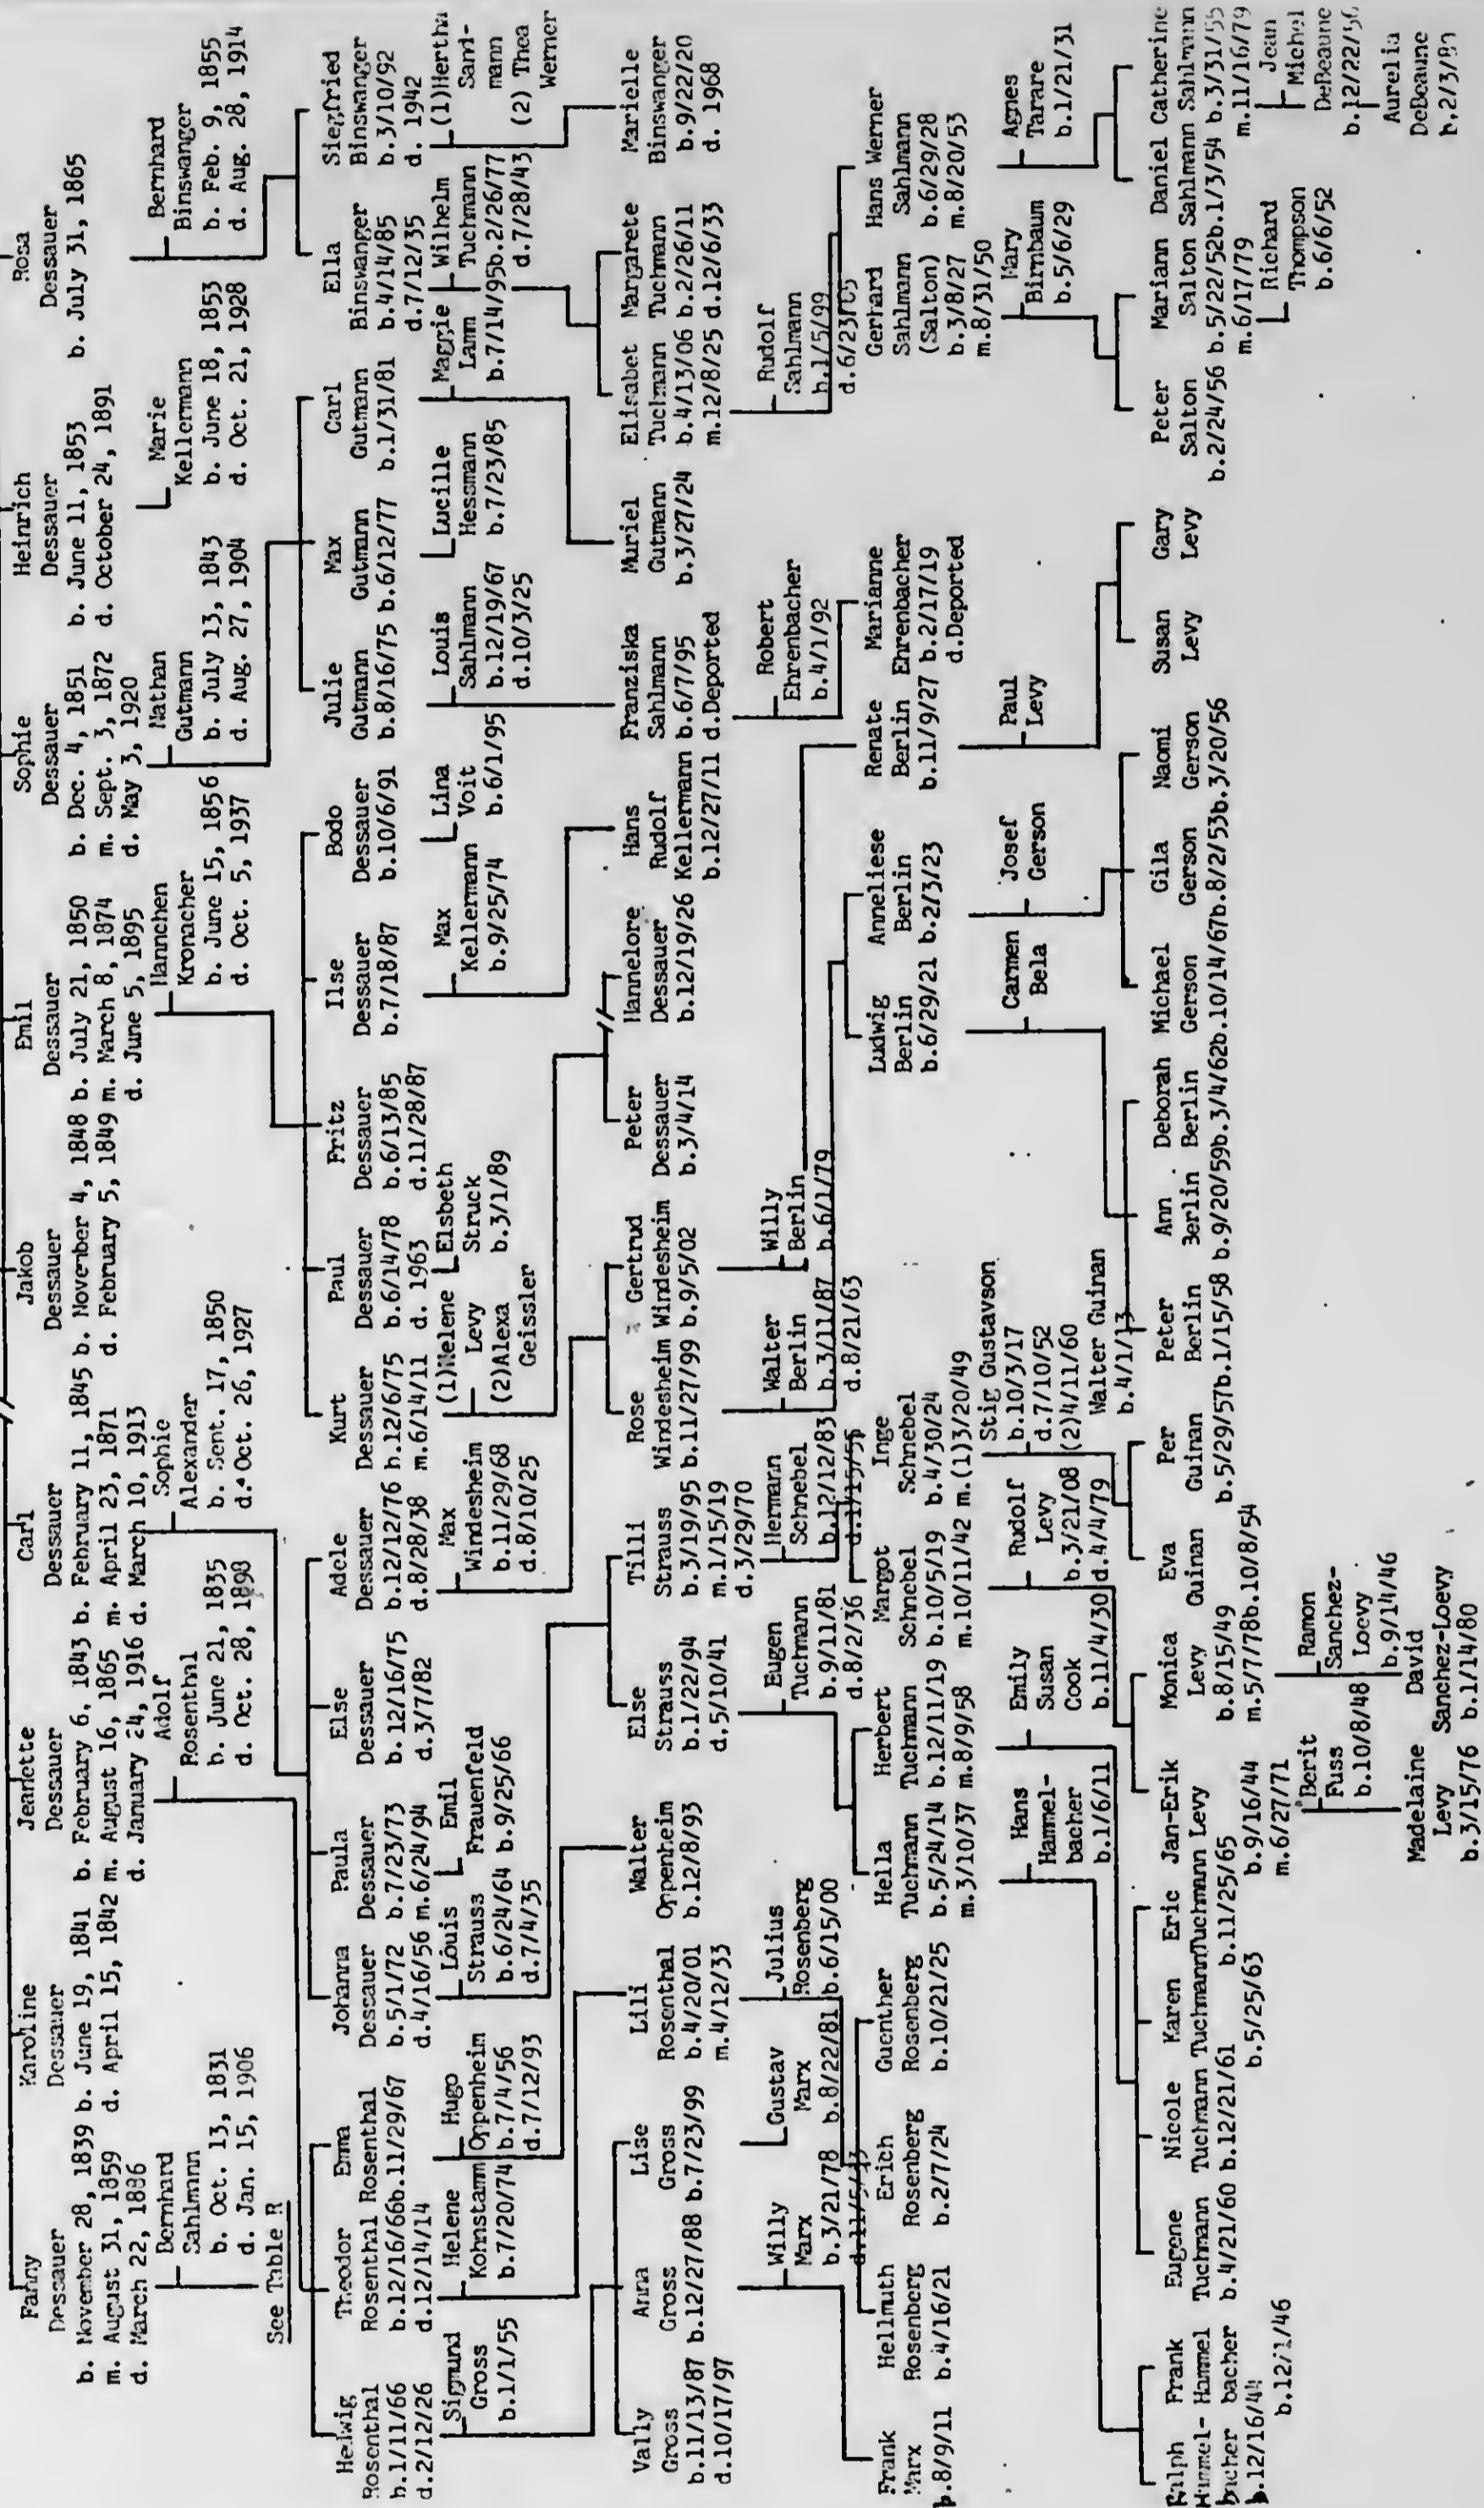 Fanny
Dessauer
b. November 28, 1839
m. August 31, 1859
d. March 22, 1886
Karoline
Dessauer
b. June 19, 1841
d. April 15, 1842
Jeanette
Dessauer
b. February 6, 1843
m. August 16, 1865
d. January 24, 1916
Carl
Dessauer
b. February 11, 1845
m. April 23, 1871
d. March 10, 1913
Jakob
Dessauer
b. November 4, 1848
d. February 5, 1849
Emil
Dessauer
b. July 21, 1850
m. March 8, 1874
d. June 5, 1895
Sophie
Dessauer
b. Dec. 4, 1851
m. Sept. 3, 1872
d. May 3, 1920
Heinrich
Dessauer
b. June 11, 1853
d. October 24, 1891
Rosa
Dessauer
b. July 31, 1865
Bernhard
Sahlmann
b. Oct. 13, 1831
d. Jan. 15, 1906
See Table R
Adolf
Rosenthal
b. June 21, 1835
d. Oct. 28, 1898
Sophie
Alexander
b. Sent. 17, 1850
d. Oct. 26, 1927
Hannchen
Kronacher
b. June 15, 1856
d. Oct. 5, 1937
Nathan
Gutmann
b. July 13, 1843
d. Aug. 27, 1904
Marie
Kellermann
b. June 18, 1853
d. Oct. 21, 1928
Bernhard
Binswanger
b. Feb. 9, 1855
d. Aug. 28, 1914
Hedwig
Rosenthal
b.1/11/66
d.2/12/26
Theodor
Rosenthal
b.12/16/66
d.12/14/14
Emma
Rosenthal
b.11/29/67
Johanna
Dessauer
b.5/1/72
d.4/16/56
Paula
Dessauer
b.7/23/73
m.6/24/94
Else
Dessauer
b.12/16/75
d.3/7/82
Adele
Dessauer
b.12/12/76
d.8/28/38
Kurt
Dessauer
b.12/6/75
m.6/14/11
Paul
Dessauer
b.6/14/78
d. 1963
Fritz
Dessauer
b.6/13/85
d.11/28/87
Ilse
Dessauer
b.7/18/87
Bodo
Dessauer
b.10/6/91
Julie
Gutmann
b.8/16/75
Max
Gutmann
b.6/12/77
Carl
Gutmann
b.1/31/81
Ella
Binswanger
b.4/14/85
d.7/12/35
Siegfried
Binswanger
b.3/10/92
d. 1942
Sigmund
Gross
b.1/1/55
Helene
Kohnstamm
b.7/20/74
Hugo
Oppenheim
b.7/4/56
d.7/12/93
Louis
Strauss
b.6/24/64
d.7/4/35
Emil
Frauenfeld
b.9/25/66
Max
Windesheim
b.11/29/68
d.8/10/25
(1)Helene
Levy
(2)Alexa
Geissler
Elsbeth
Struck
b.3/1/89
Max
Kellermann
b.9/25/74
Lina
Voit
b.6/1/95
Louis
Sahlmann
b.12/19/67
d.10/3/25
Lucille
Hessmann
b.7/23/85
Maggie
Lamm
b.7/14/95
Wilhelm
Tuchmann
b.2/26/77
d.7/28/43
(1)Hertha
Sand-
mann
(2) Thea
Werner
Vally
Gross
b.11/13/87
d.10/17/97
Anna
Gross
b.12/27/88
Lise
Gross
b.7/23/99
Lili
Rosenthal
b.4/20/01
m.4/12/33
Walter
Oppenheim
b.12/8/93
Else
Strauss
b.1/22/94
d.5/10/41
Tilli
Strauss
b.3/19/95
m.1/15/19
d.3/29/70
Rose
Windesheim
b.11/27/99
Gertrud
Windesheim
b.9/5/02
Peter
Dessauer
b.3/4/14
Hannelore
Dessauer
b.12/19/26
Hans
Rudolf
Kellermann
b.12/27/11
Franziska
Sahlmann
b.6/7/95
d.Deported
Muriel
Gutmann
b.3/27/24
Elisabet
Tuchmann
b.4/13/06
m.12/8/25
Margarete
Tuchmann
b.2/26/11
d.12/6/33
Marielle
Binswanger
b.9/22/20
d. 1968
Willy
Marx
b.3/21/78
Gustav
Marx
b.8/22/81
Julius
Rosenberg
b.6/15/00
Eugen
Tuchmann
b.9/11/81
d.8/2/36
Hermann
Schnebel
b.12/12/83
Walter
Berlin
b.3/11/87
d.8/21/63
Willy
Berlin
b.6/1/79
Robert
Ehrenbacher
b.4/1/92
Rudolf
Sahlmann
b.1/5/99
Frank
Marx
b.8/9/11
Hellmuth
Rosenberg
b.4/16/21
Erich
Rosenberg
b.2/7/24
Guenther
Rosenberg
b.10/21/25
Hella
Tuchmann
b.5/24/14
m.3/10/37
Herbert
Tuchmann
b.12/11/19
m.8/9/58
Margot
Schnebel
b.10/5/19
m.10/11/42
Inge
Schnebel
b.4/30/24
m.(1)3/20/49
Ludwig
Berlin
b.6/29/21
Anneliese
Berlin
b.2/3/23
Renate
Berlin
b.11/9/27
Marianne
Ehrenbacher
b.2/17/19
d.Deported
Gerhard
Sahlmann
(Salton)
b.3/8/27
m.8/31/50
Hans Werner
Sahlmann
b.6/29/28
m.8/20/53
Hans
Hammel-
bacher
b.1/6/11
Emily
Susan
Cook
b.11/4/30
Rudolf
Levy
b.3/21/08
d.4/4/79
Stig Gustavson
b.10/3/17
d.7/10/52
(2)4/11/60
Walter Guinan
b.4/1/13
Carmen
Bela
Josef
Gerson
Paul
Levy
Mary
Birnbaum
b.5/6/29
Agnes
Tarare
b.1/21/31
Ralph
Hammel-
bacher
b.12/16/44
Frank
Hammel
bacher
b.12/1/46
Eugene
Tuchmann
b.4/21/60
Nicole
Tuchmann
b.12/21/61
Karen
Tuchmann
b.5/25/63
Eric
Tuchmann
b.11/25/65
Jan-Erik
Levy
b.9/16/44
m.6/27/71
Monica
Levy
b.8/15/49
m.5/7/78
Eva
Guinan
b.10/8/54
Per
Guinan
b.5/29/57
Peter
Berlin
b.1/15/58
Ann
Berlin
b.9/20/59
Deborah
Berlin
b.3/4/62
Michael
Gerson
b.10/14/67
Gila
Gerson
b.8/2/53
Naomi
Gerson
b.3/20/56
Susan
Levy
Gary
Levy
Peter
Salton
b.2/24/56
Mariann
Salton
b.5/22/52
m.6/17/79
Daniel
Sahlmann
b.1/3/54
Catherine
Sahlmann
b.3/31/55
m.11/16/79
Berit
Fuss
b.10/8/48
Ramon
Sanchez-
Loevy
b.9/14/46
Richard
Thompson
b.6/6/52
Jean
Michel
DeBeaune
b.12/22/56
Madelaine
Levy
b.3/15/76
David
Sanchez-Loevy
b.1/14/80
Aurelia
DeBeaune